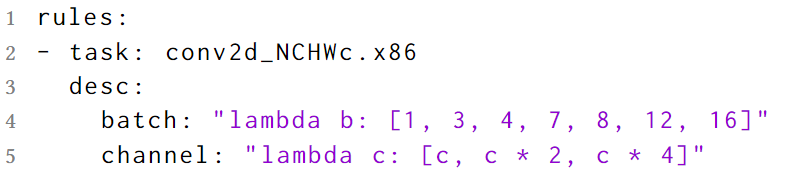 1 rules:
2 - task: conv2d_NCHWc.x86
3   desc:
4     batch: "lambda b: [1, 3, 4, 7, 8, 12, 16]"
5     channel: "lambda c: [c, c * 2, c * 4]"